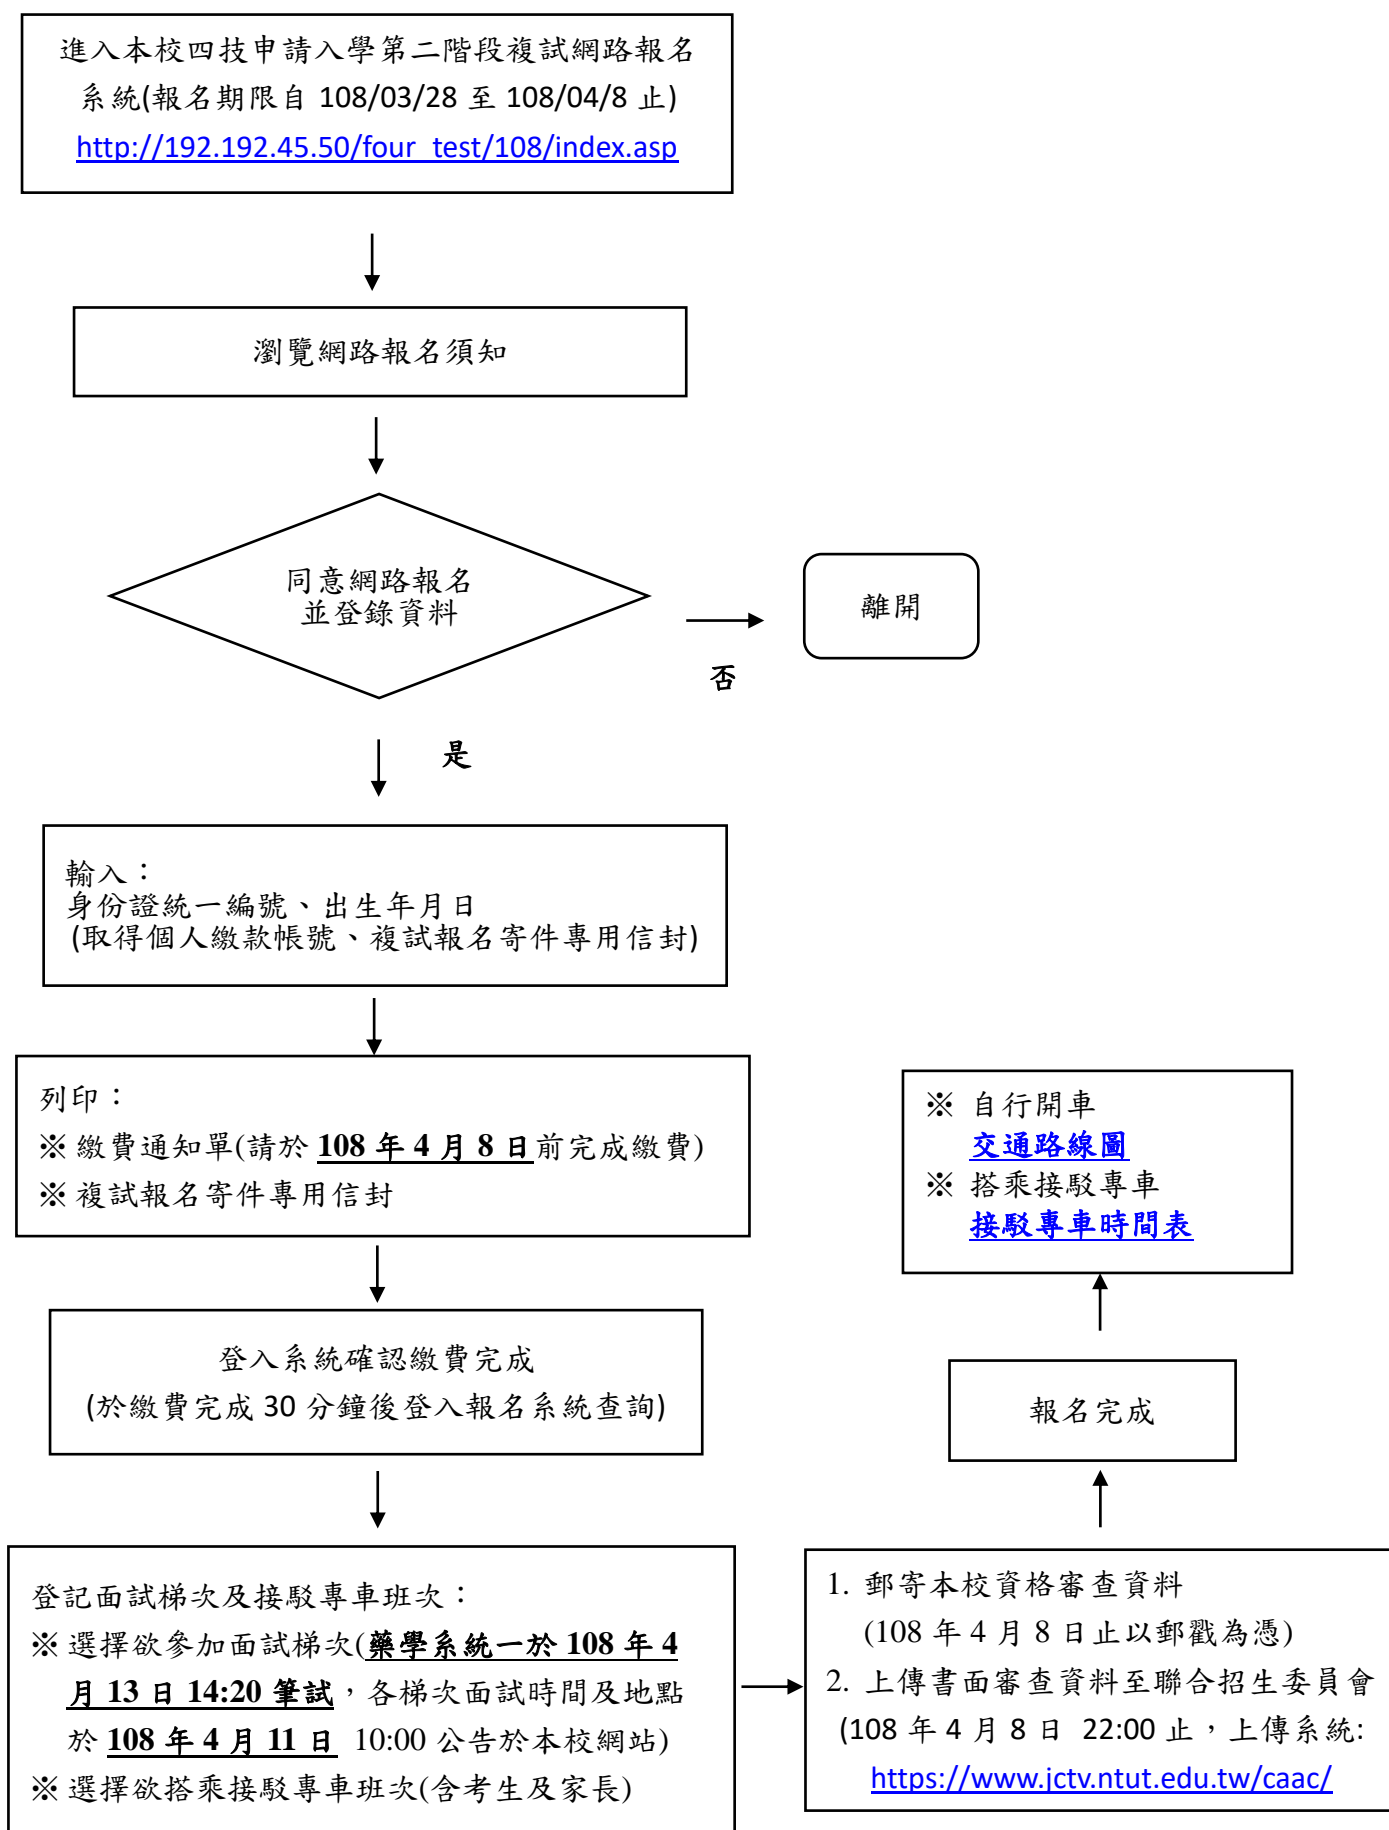 進入本校四技申請入學第二階段複試網路報名
系統(報名期限自 108/03/28 至 108/04/8 止)
http://192.192.45.50/four_test/108/index.asp
瀏覽網路報名須知
同意網路報名
並登錄資料
離開
否
是
輸入：
身份證統一編號、出生年月日
(取得個人繳款帳號、複試報名寄件專用信封)
列印：
※ 繳費通知單(請於 108 年 4 月 8 日前完成繳費)
※ 複試報名寄件專用信封
登入系統確認繳費完成
(於繳費完成 30 分鐘後登入報名系統查詢)
登記面試梯次及接駁專車班次：
※ 選擇欲參加面試梯次(藥學系統一於 108 年 4
月 13 日 14:20 筆試，各梯次面試時間及地點
於 108 年 4 月 11 日 10:00 公告於本校網站)
※ 選擇欲搭乘接駁專車班次(含考生及家長)
1. 郵寄本校資格審查資料
(108 年 4 月 8 日止以郵戳為憑)
2. 上傳書面審查資料至聯合招生委員會
(108 年 4 月 8 日 22:00 止，上傳系統:
https://www.jctv.ntut.edu.tw/caac/
報名完成
※ 自行開車
交通路線圖
※ 搭乘接駁專車
接駁專車時間表